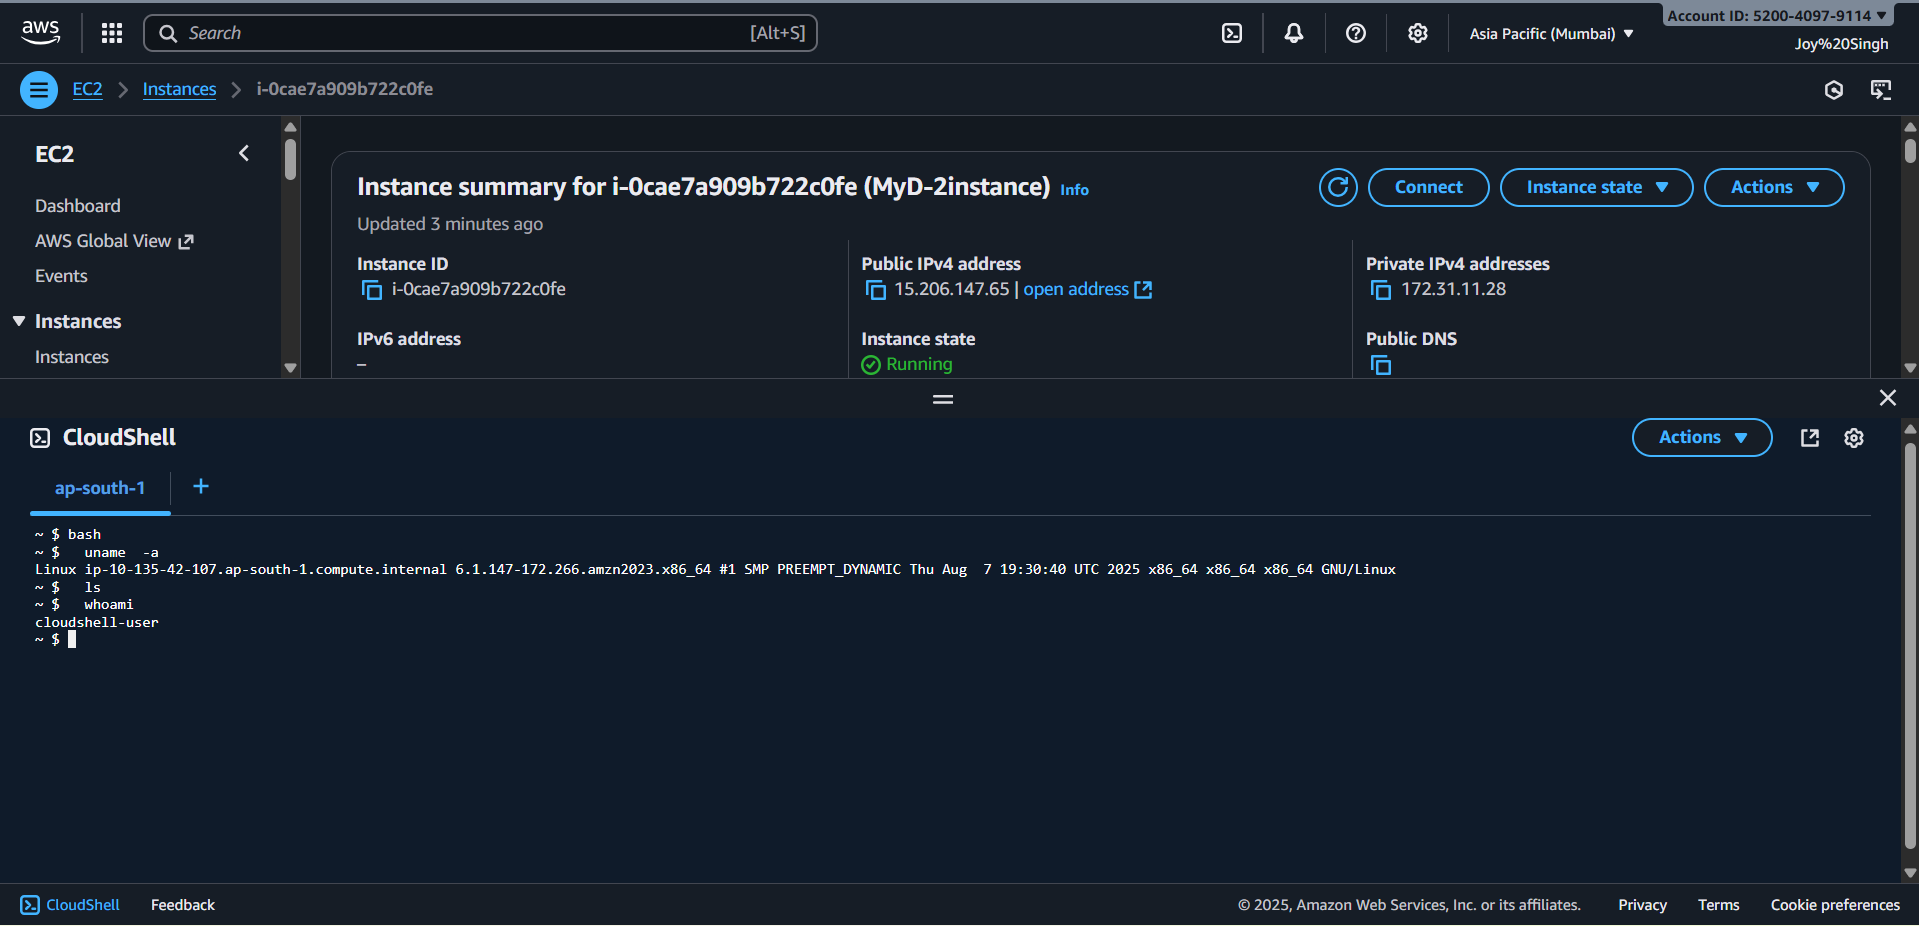 aws
Search [Alt+S]
Asia Pacific (Mumbai)
Account ID: 5200-4097-9114
Joy%20Singh
EC2
Instances
i-0cae7a909b722c0fe
EC2
Dashboard
AWS Global View
Events
Instances
Instances
Instance summary for i-0cae7a909b722c0fe (MyD-2instance) Info
Updated 3 minutes ago
Connect
Instance state
Actions
Instance ID
i-0cae7a909b722c0fe
Public IPv4 address
15.206.147.65 | open address
Private IPv4 addresses
172.31.11.28
IPv6 address
–
Instance state
Running
Public DNS
CloudShell
Actions
ap-south-1
~ $ bash
~ $   uname  -a
Linux ip-10-135-42-107.ap-south-1.compute.internal 6.1.147-172.266.amzn2023.x86_64 #1 SMP PREEMPT_DYNAMIC Thu Aug  7 19:30:40 UTC 2025 x86_64 x86_64 x86_64 GNU/Linux
~ $   ls
~ $   whoami
cloudshell-user
~ $
CloudShell
Feedback
© 2025, Amazon Web Services, Inc. or its affiliates.
Privacy
Terms
Cookie preferences